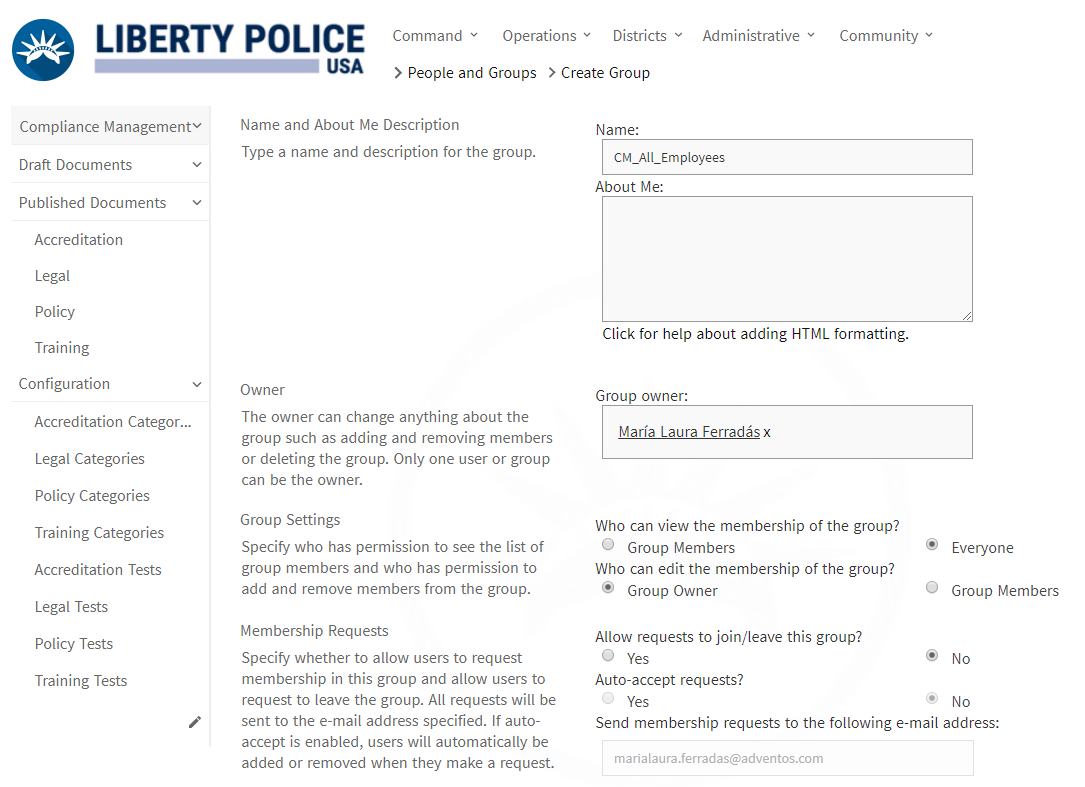 LIBERTY POLICE
USA
Command Operations Districts Administrative Community
People and Groups Create Group
Compliance Management
Draft Documents
Published Documents
Accreditation
Legal
Policy
Training
Configuration
Accreditation Categor...
Legal Categories
Policy Categories
Training Categories
Accreditation Tests
Legal Tests
Policy Tests
Training Tests
Name and About Me Description
Type a name and description for the group.
Name:
CM_All_Employees
About Me:
Click for help about adding HTML formatting.
Owner
The owner can change anything about the
group such as adding and removing members
or deleting the group. Only one user or group
can be the owner.
Group owner:
María Laura Ferradás x
Group Settings
Specify who has permission to see the list of
group members and who has permission to
add and remove members from the group.
Who can view the membership of the group?
Group Members Everyone
Who can edit the membership of the group?
Group Owner Group Members
Membership Requests
Specify whether to allow users to request
membership in this group and allow users to
request to leave the group. All requests will be
sent to the e-mail address specified. If auto-
accept is enabled, users will automatically be
added or removed when they make a request.
Allow requests to join/leave this group?
Yes No
Auto-accept requests?
Yes No
Send membership requests to the following e-mail address:
marialaura.ferradas@adventos.com